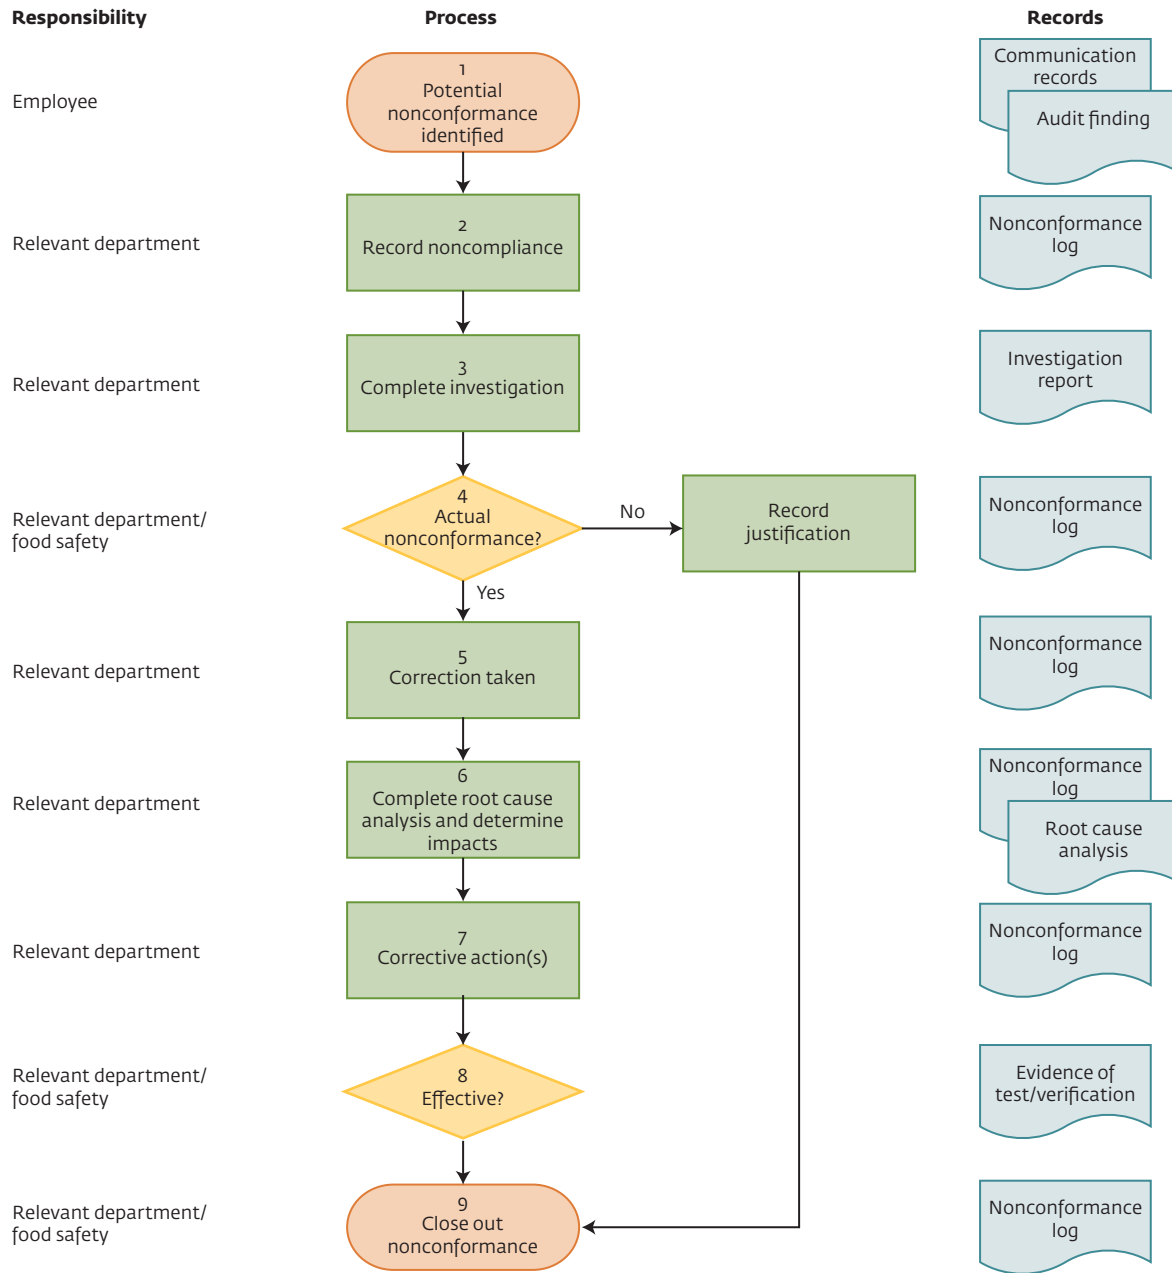 Responsibility
Process
Records
Employee
1
Potential
nonconformance
identified
Communication
records
Audit finding
Relevant department
2
Record noncompliance
Nonconformance
log
Relevant department
3
Complete investigation
Investigation
report
Relevant department/
food safety
4
Actual
nonconformance?
No
Record
justification
Nonconformance
log
Yes
Relevant department
5
Correction taken
Nonconformance
log
Relevant department
6
Complete root cause
analysis and determine
impacts
Nonconformance
log
Root cause
analysis
Relevant department
7
Corrective action(s)
Nonconformance
log
Relevant department/
food safety
8
Effective?
Evidence of
test/verification
Relevant department/
food safety
9
Close out
nonconformance
Nonconformance
log